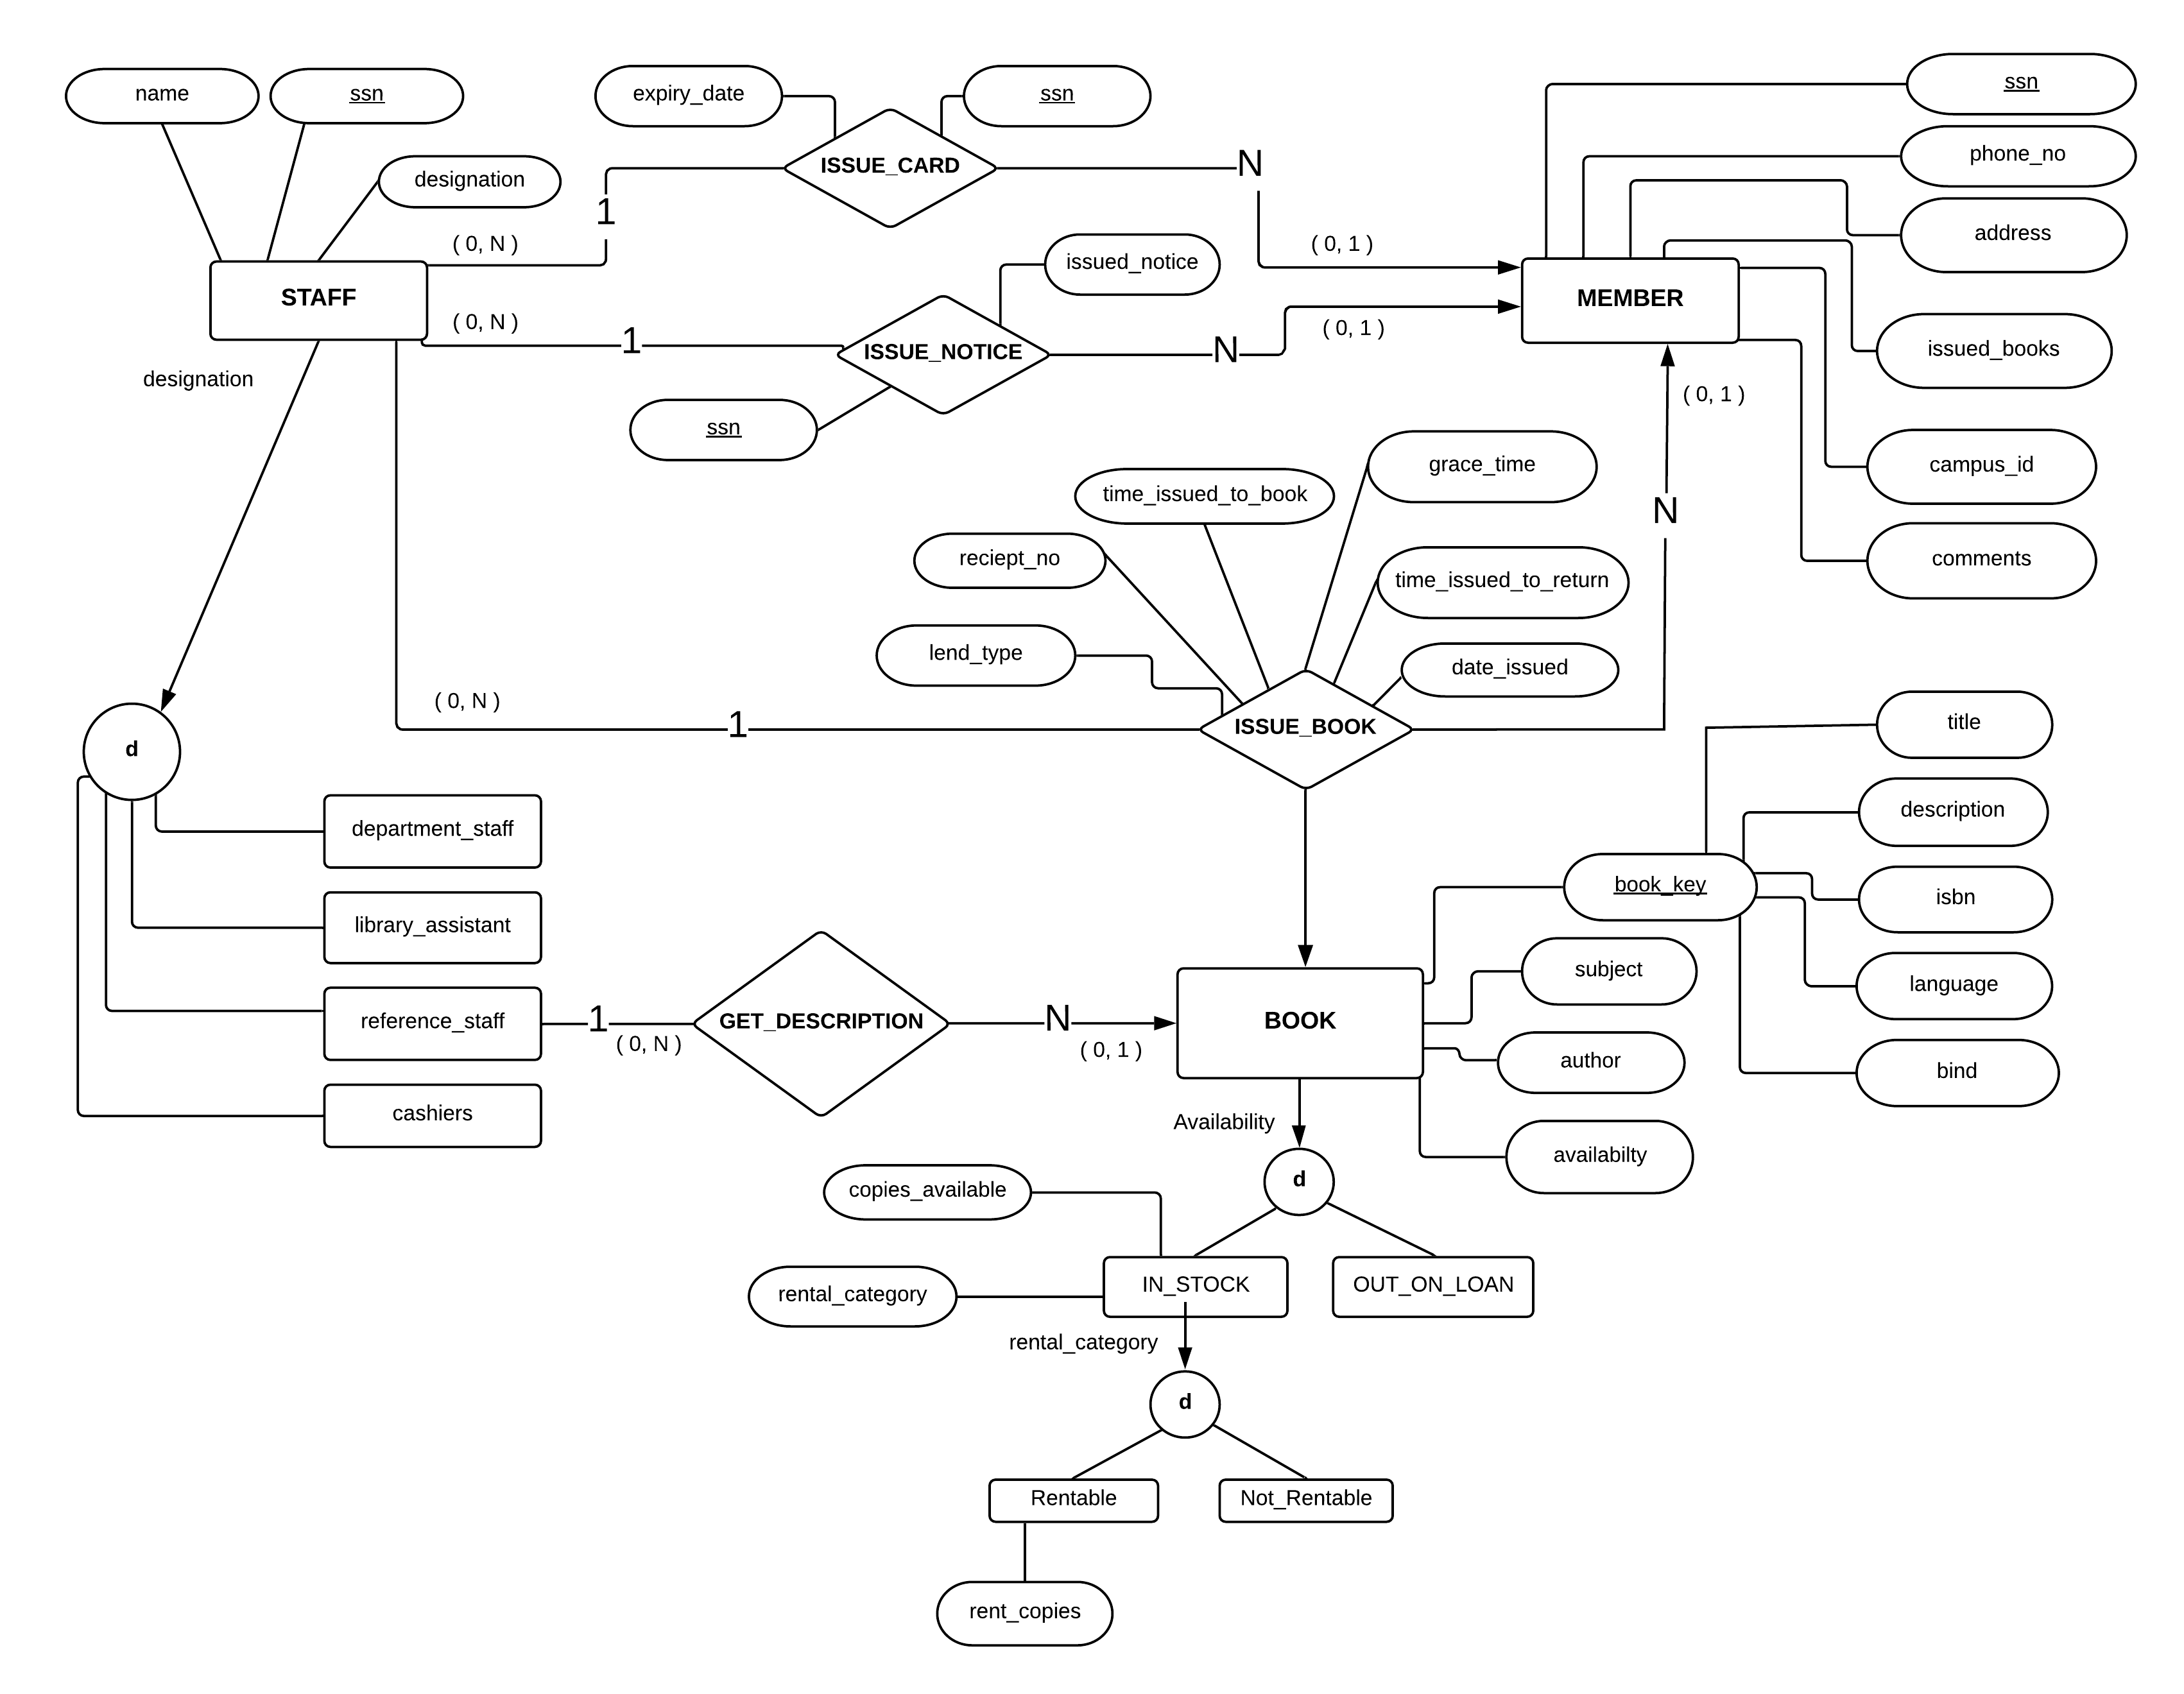 name
ssn
expiry_date
ssn
ssn
ISSUE_CARD
N
phone_no
designation
1
( 0, N )
( 0, 1 )
address
issued_notice
STAFF
MEMBER
( 0, N )
1
ISSUE_NOTICE
N
( 0, 1 )
issued_books
designation
( 0, 1 )
ssn
grace_time
campus_id
time_issued_to_book
N
reciept_no
comments
time_issued_to_return
lend_type
date_issued
( 0, N )
1
ISSUE_BOOK
title
d
department_staff
description
book_key
isbn
library_assistant
subject
language
reference_staff
1
( 0, N )
GET_DESCRIPTION
N
( 0, 1 )
BOOK
author
bind
cashiers
Availability
availabilty
d
copies_available
rental_category
IN_STOCK
OUT_ON_LOAN
rental_category
d
Rentable
Not_Rentable
rent_copies